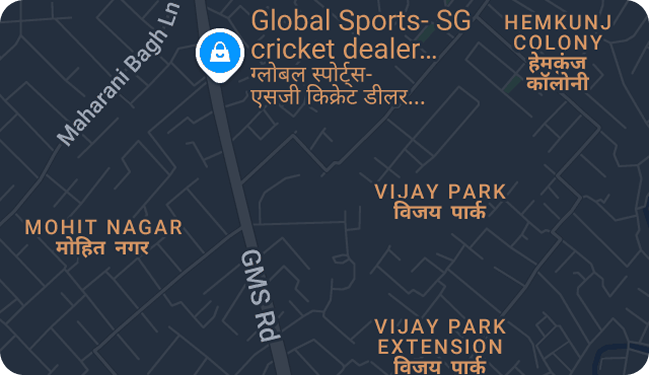 Global Sports- SG
cricket dealer...
ग्लोबल स्पोर्ट्स-
एसजी किक्रेट डीलर...
HEMKUNJ
COLONY
हेमकंज
कॉलोनी
Maharani Bagh Ln
VIJAY PARK
विजय पार्क
MOHIT NAGAR
मोहित नगर
GMS Rd
VIJAY PARK
EXTENSION
विजय पार्क